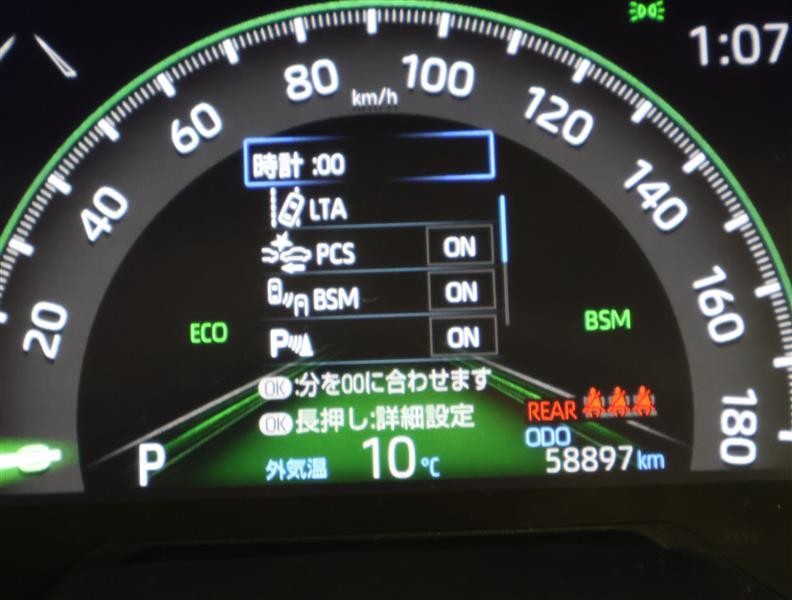 1:07
80
km/h
100
60
120
時計 :00
40
LTA
140
PCS ON
BSM ON
160
20
ECO
BSM
P ON
OK :分を00に合わせます
REAR
180
OK 長押し:詳細設定
ODO
P
外気温 10 °C
58897 km